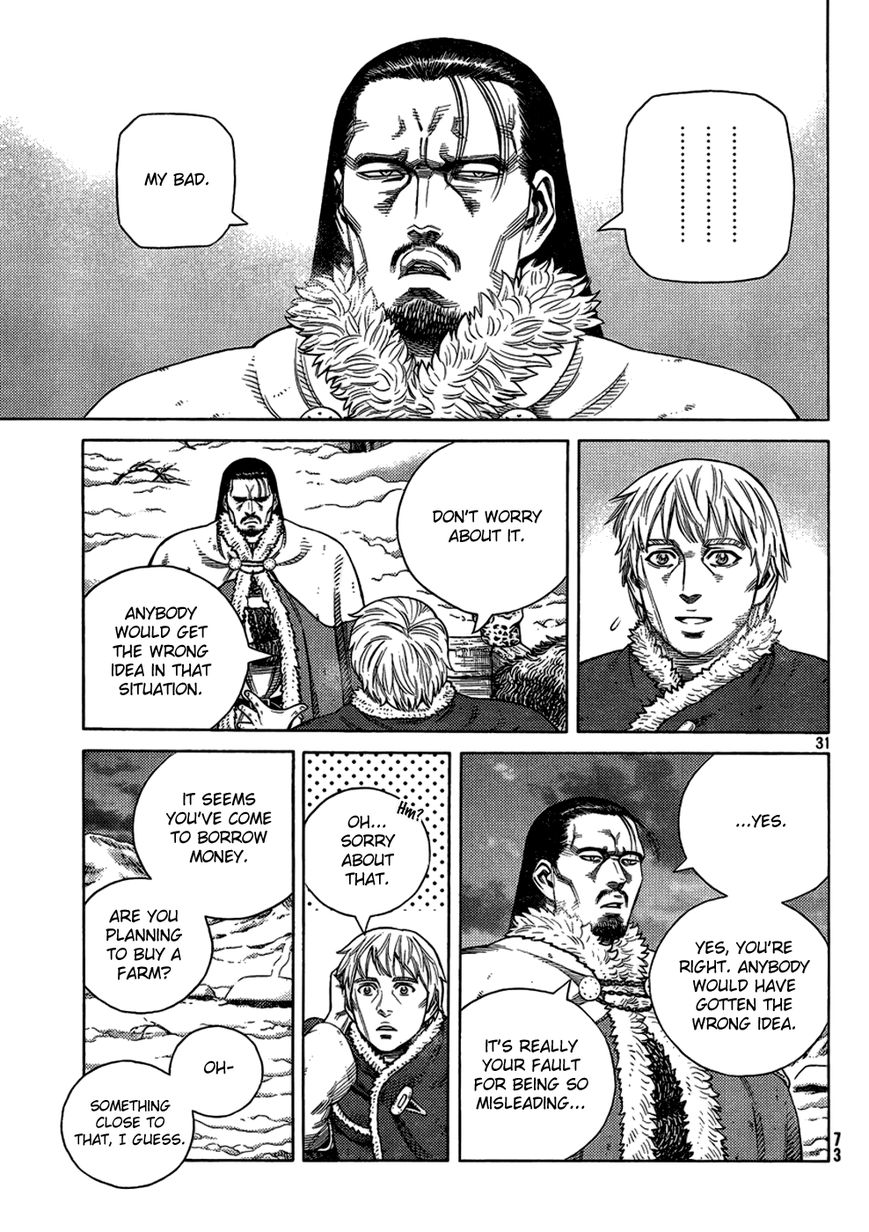 MY BAD.
DON'T WORRY
ABOUT IT.
ANYBODY
WOULD GET
THE WRONG
IDEA IN THAT
SITUATION.
31
...YES.
YES, YOU'RE
RIGHT. ANYBODY
WOULD HAVE
GOTTEN THE
WRONG IDEA.
IT'S REALLY
YOUR FAULT
FOR BEING SO
MISLEADING...
Hm?
OH...
SORRY
ABOUT
THAT.
IT SEEMS
YOU'VE COME
TO BORROW
MONEY.
ARE YOU
PLANNING
TO BUY A
FARM?
OH-
SOMETHING
CLOSE TO
THAT, I GUESS.
73